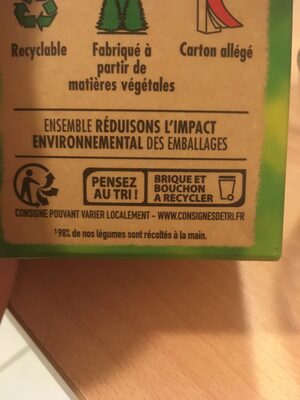 Recyclable
Fabriqué à
partir de
matières végétales
Carton allégé
ENSEMBLE RÉDUISONS L'IMPACT
ENVIRONNEMENTAL DES EMBALLAGES
PENSEZ
AU TRI !
BRIQUE ET
BOUCHON
A RECYCLER
CONSIGNE POUVANT VARIER LOCALEMENT - WWW.CONSIGNESDETRI.FR
¹98% de nos légumes sont récoltés à la main.